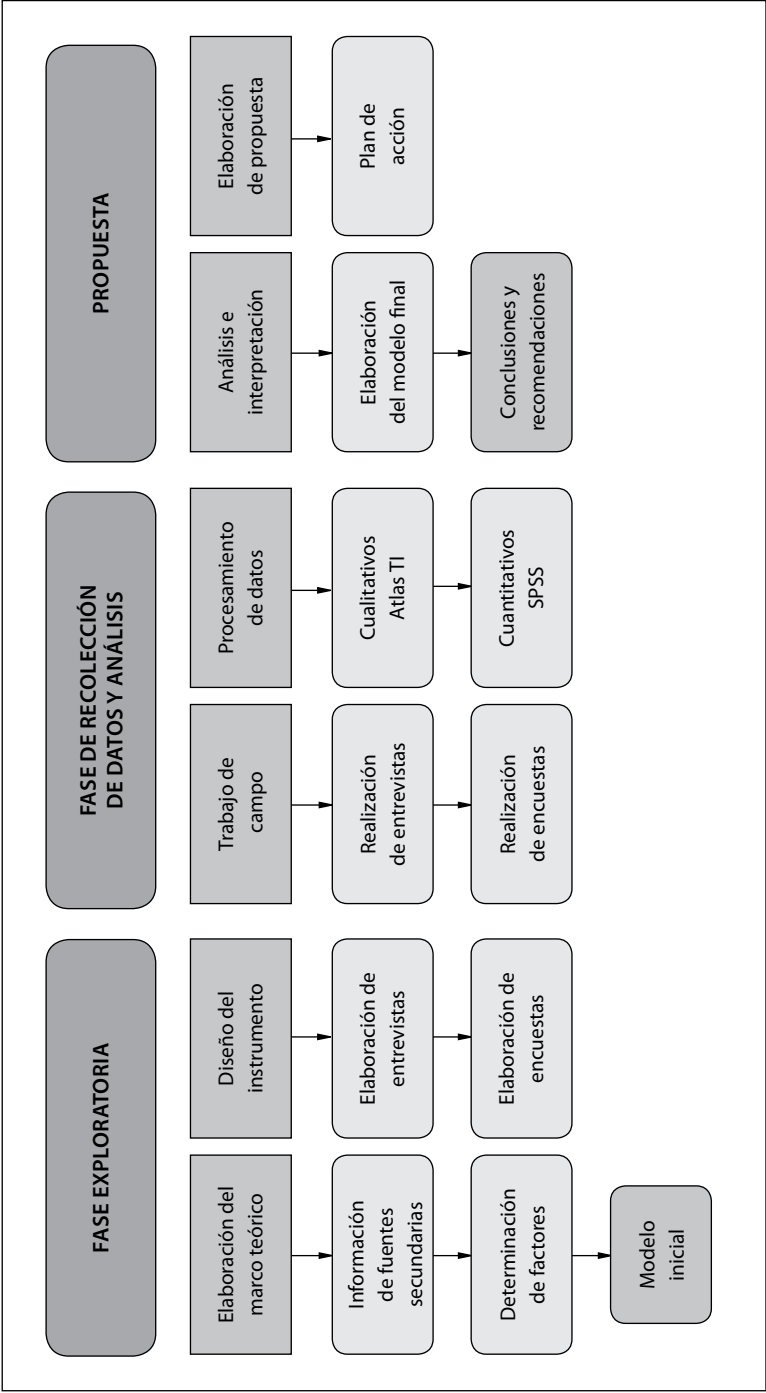 FASE EXPLORATORIA
Elaboración del
marco teórico
Información
de fuentes
secundarias
Determinación
de factores
Modelo
inicial
Diseño del
instrumento
Elaboración de
entrevistas
Elaboración de
encuestas
FASE DE RECOLECCIÓN
DE DATOS Y ANÁLISIS
Trabajo de
campo
Realización
de entrevistas
Realización
de encuestas
Procesamiento
de datos
Cualitativos
Atlas TI
Cuantitativos
SPSS
PROPUESTA
Análisis e
interpretación
Elaboración
del modelo final
Conclusiones y
recomendaciones
Elaboración
de propuesta
Plan de
acción